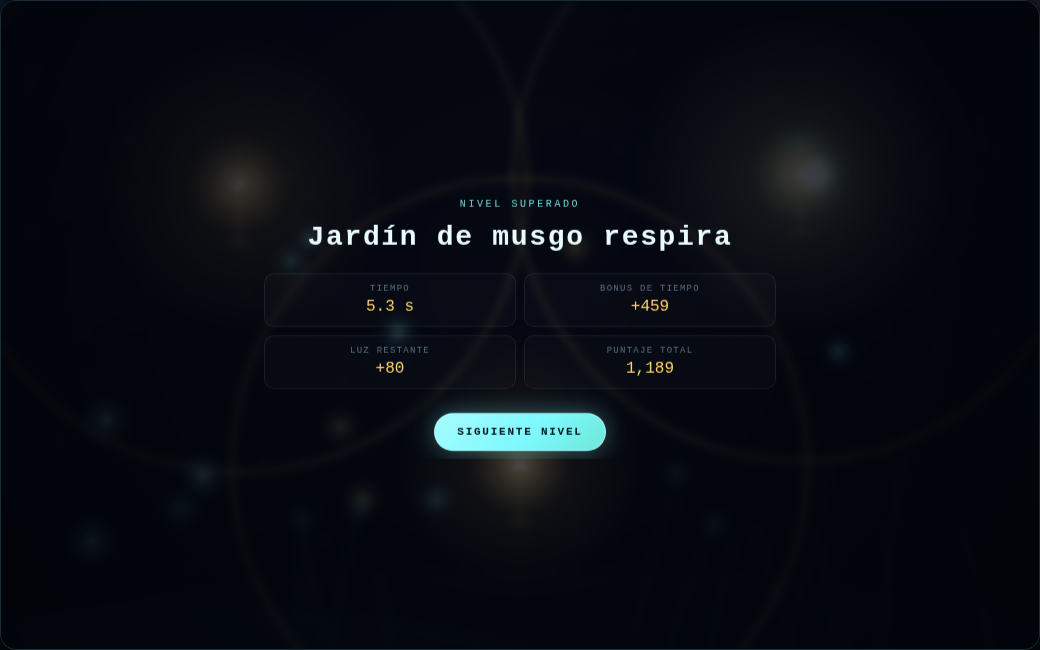 NIVEL SUPERADO
Jardín de musgo respira
TIEMPO
5.3 s
BONUS DE TIEMPO
+459
LUZ RESTANTE
+80
PUNTAJE TOTAL
1,189
SIGUIENTE NIVEL